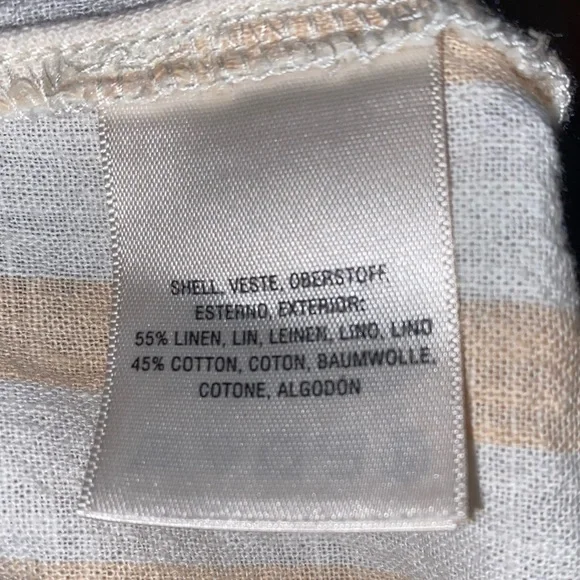 SHELL, VESTE, OBERSTOFF,
ESTERNO, EXTERIOR:
55% LINEN, LIN, LEINEN, LINO, LINO
45% COTTON, COTON, BAUMWOLLE,
COTONE, ALGODON